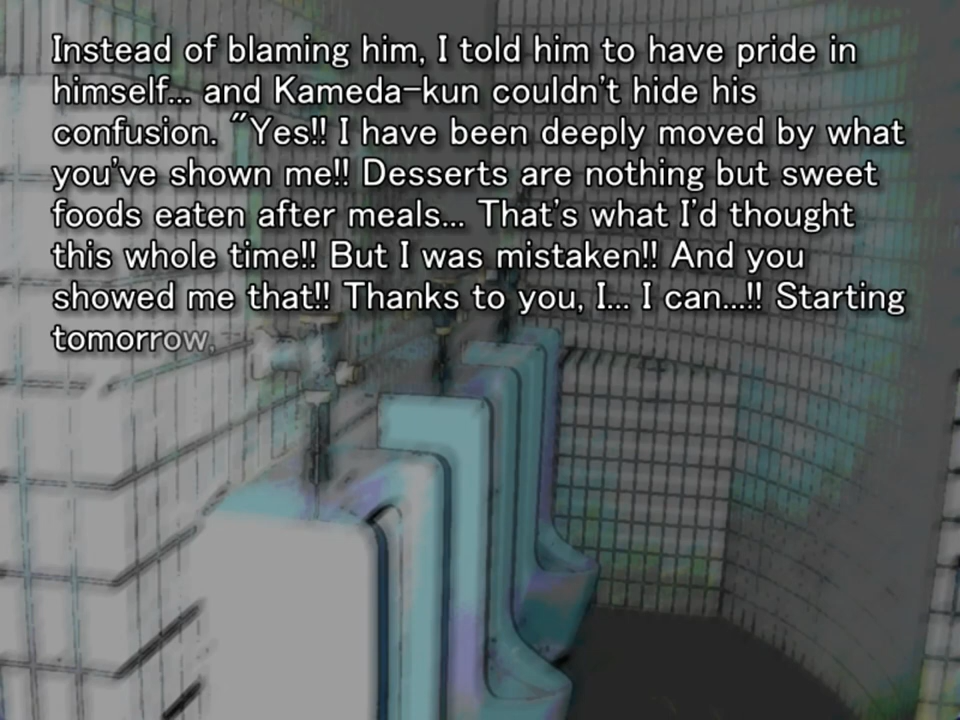 Instead of blaming him, I told him to have pride in
himself... and Kameda-kun couldn't hide his
confusion. "Yes!! I have been deeply moved by what
you've shown me!! Desserts are nothing but sweet
foods eaten after meals... That's what I'd thought
this whole time!! But I was mistaken!! And you
showed me that!! Thanks to you, I... I can...!! Starting
tomorrow.